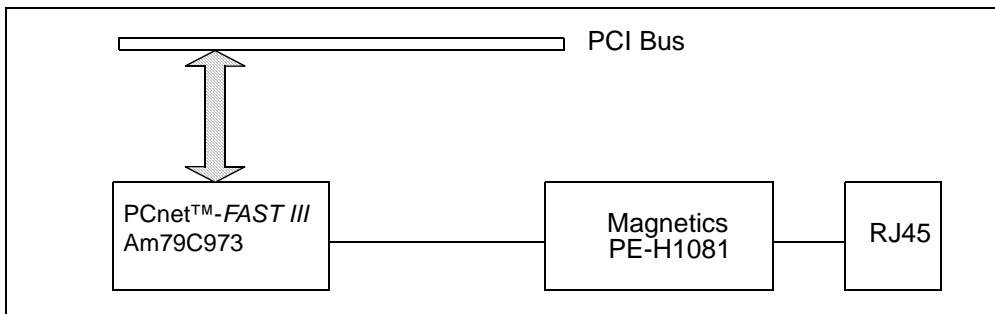 PCI Bus
PCnet™-FAST III
Am79C973
Magnetics
PE-H1081
RJ45